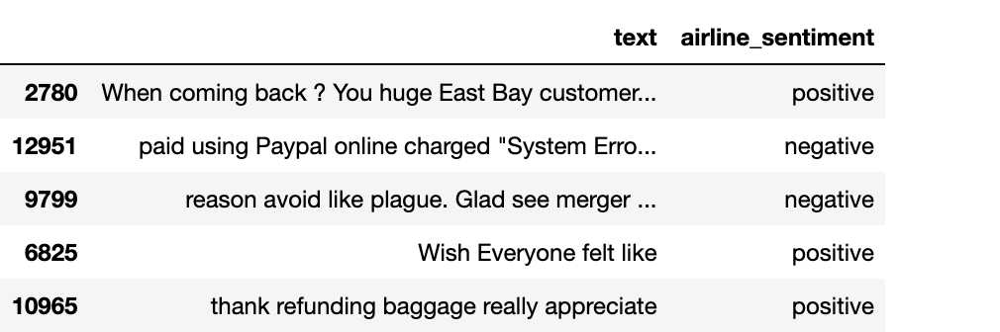 text airline_sentiment
2780 When coming back ? You huge East Bay customer... positive
12951 paid using Paypal online charged "System Erro... negative
9799 reason avoid like plague. Glad see merger ... negative
6825 Wish Everyone felt like positive
10965 thank refunding baggage really appreciate positive